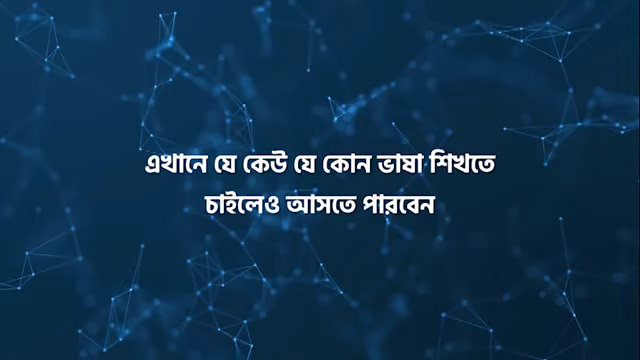 এখানে যে কেউ যে কোন ভাষা শিখতে
চাইলেও আসতে পারবেন